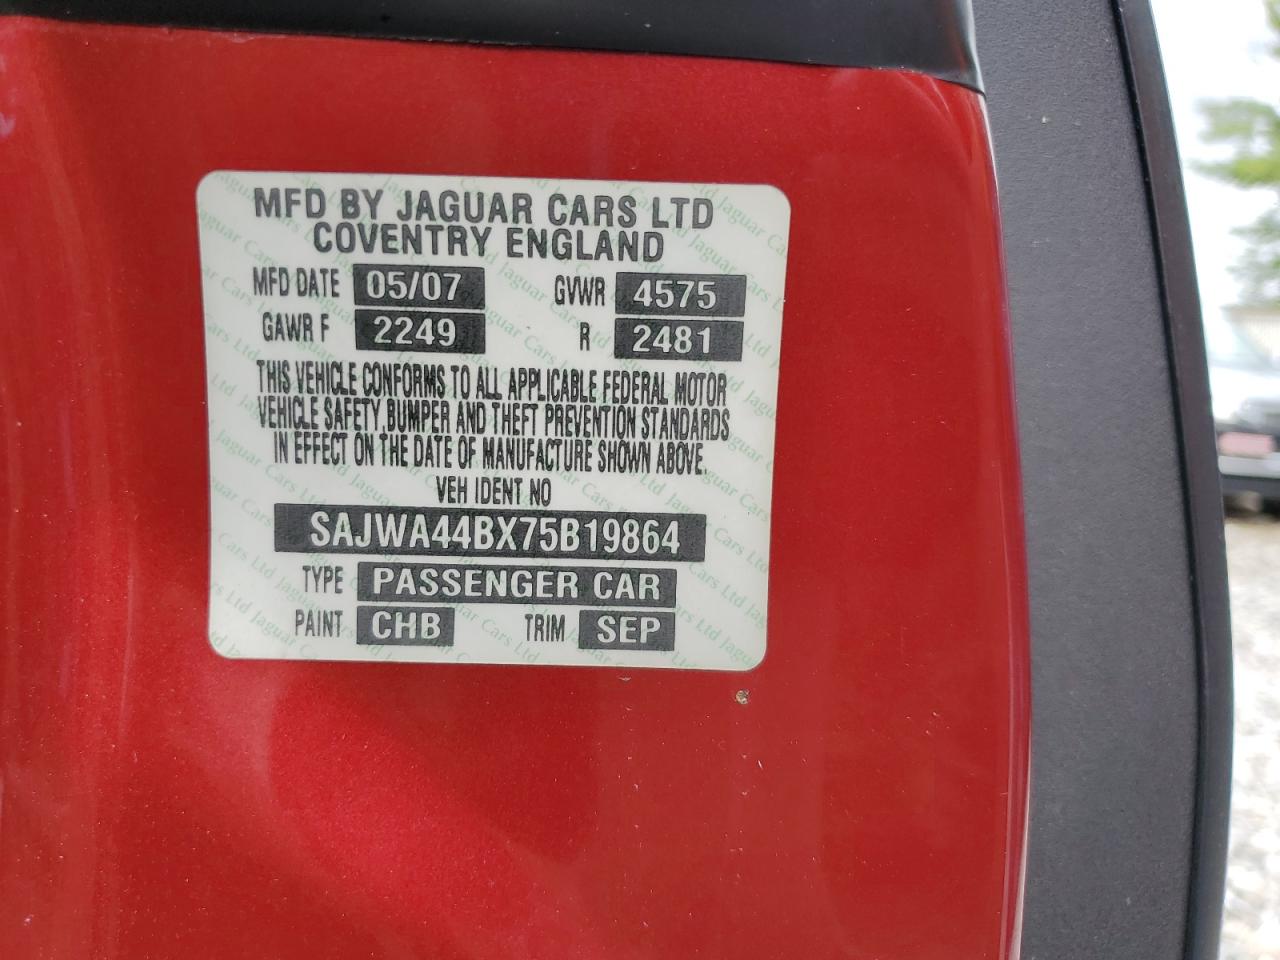 MFD BY JAGUAR CARS LTD
COVENTRY ENGLAND
MFD DATE 05/07 GVWR 4575
GAWR F 2249 R 2481
THIS VEHICLE CONFORMS TO ALL APPLICABLE FEDERAL MOTOR
VEHICLE SAFETY, BUMPER AND THEFT PREVENTION STANDARDS
IN EFFECT ON THE DATE OF MANUFACTURE SHOWN ABOVE.
VEH IDENT NO
SAJWA44BX75B19864
TYPE PASSENGER CAR
PAINT CHB TRIM SEP